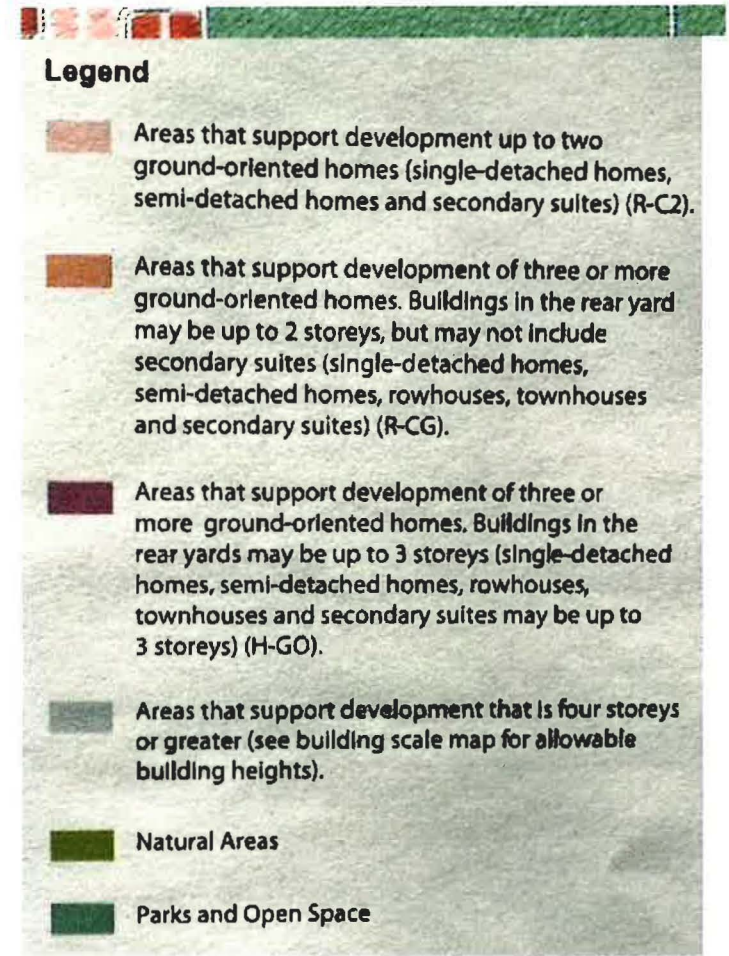 Legend
Areas that support development up to two
ground-oriented homes (single-detached homes,
semi-detached homes and secondary suites) (R-C2).
Areas that support development of three or more
ground-oriented homes. Buildings in the rear yard
may be up to 2 storeys, but may not include
secondary suites (single-detached homes,
semi-detached homes, rowhouses, townhouses
and secondary suites) (R-CG).
Areas that support development of three or
more ground-oriented homes. Buildings in the
rear yards may be up to 3 storeys (single-detached
homes, semi-detached homes, rowhouses,
townhouses and secondary suites may be up to
3 storeys) (H-GO).
Areas that support development that is four storeys
or greater (see building scale map for allowable
building heights).
Natural Areas
Parks and Open Space